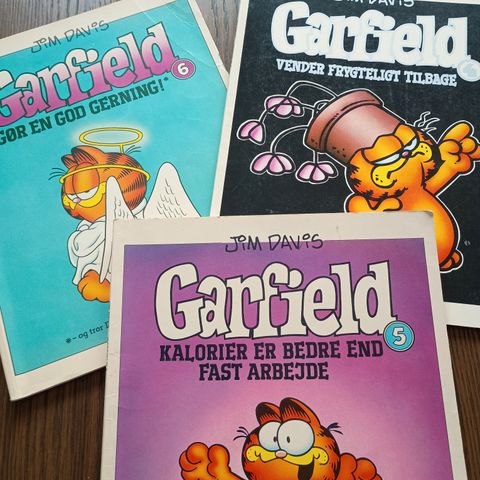 JIM DAVIS
Garfield
6
GØR EN GOD GERNING!*
JIM DAVIS
Garfield
VENDER FRYGTELIGT TILBAGE
JIM DAVIS
Garfield
5
KALORIER ER BEDRE END
FAST ARBEJDE
* - og tror